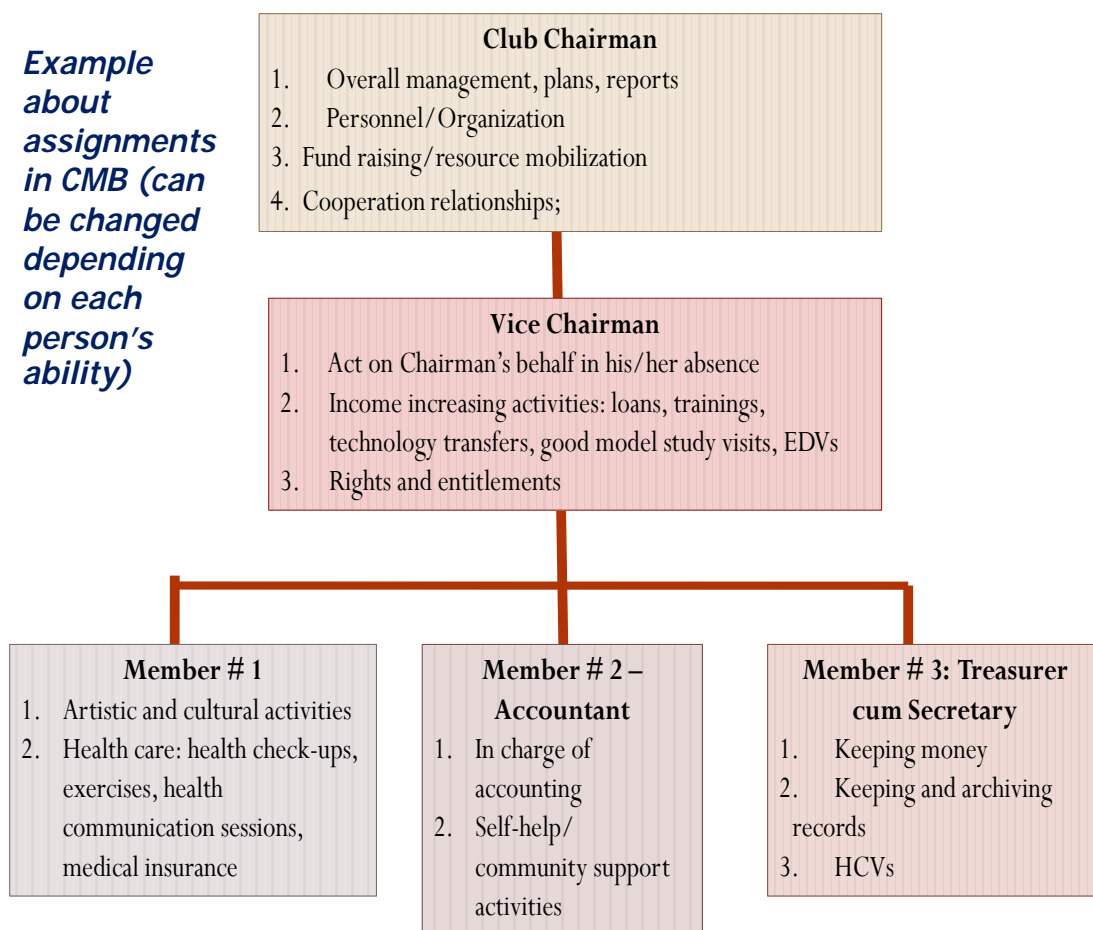 Example
about
assignments
in CMB (can
be changed
depending
on each
person's
ability)
Club Chairman
1. Overall management, plans, reports
2. Personnel/Organization
3. Fund raising/resource mobilization
4. Cooperation relationships;
Vice Chairman
1. Act on Chairman's behalf in his/her absence
2. Income increasing activities: loans, trainings,
technology transfers, good model study visits, EDVs
3. Rights and entitlements
Member # 1
1. Artistic and cultural activities
2. Health care: health check-ups,
exercises, health
communication sessions,
medical insurance
Member # 2 –
Accountant
1. In charge of
accounting
2. Self-help/
community support
activities
Member # 3: Treasurer
cum Secretary
1. Keeping money
2. Keeping and archiving
records
3. HCVs